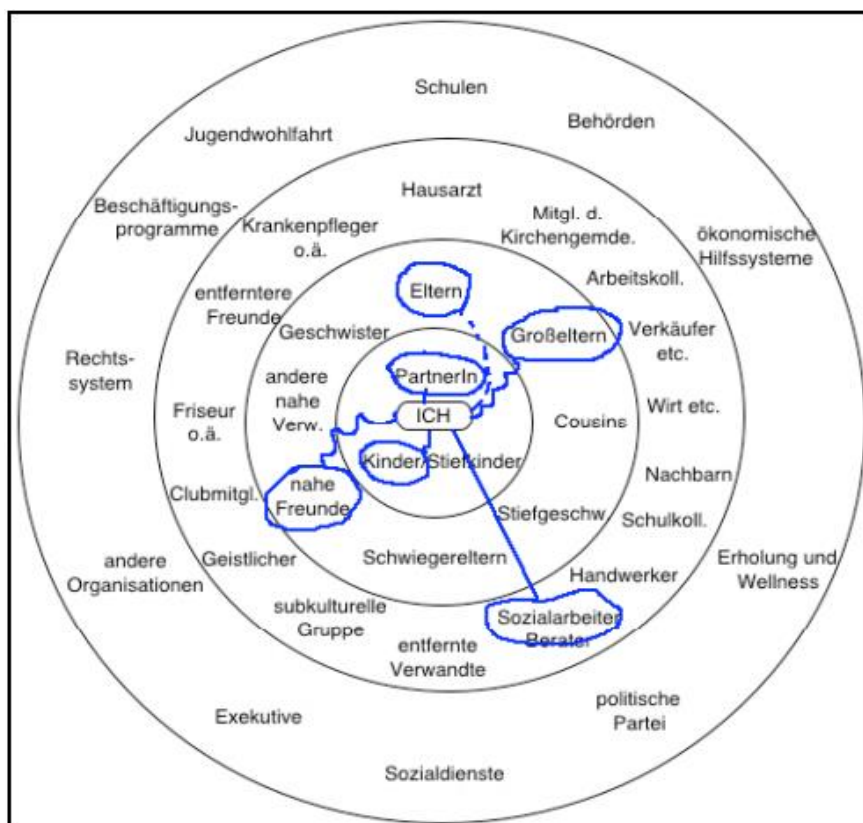 Schulen
Behörden
Jugendwohlfahrt
Hausarzt
Beschäftigungs-
programme
Krankenpfleger
o.ä.
Mitgl. d.
Kirchengemde.
ökonomische
Hilfssysteme
Arbeitskoll.
entferntere
Freunde
Eltern
Geschwister
Großeltern
Verkäufer
etc.
Rechts-
system
andere
nahe
Verw.
PartnerIn
ICH
Friseur
o.ä.
Cousins
Wirt etc.
Kinder/Stiefkinder
nahe
Freunde
Clubmitgl.
Nachbarn
Stiefgeschw.
Schulkoll.
andere
Organisationen
Geistlicher
Schwiegereltern
Handwerker
Erholung und
Wellness
subkulturelle
Gruppe
Sozialarbeiter
Berater
entfernte
Verwandte
Exekutive
politische
Partei
Sozialdienste